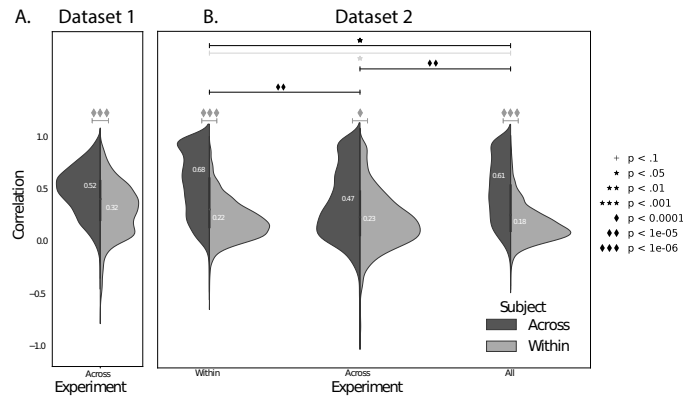 A. Dataset 1
B. Dataset 2
Correlation
1.0
0.5
0.0
−0.5
−1.0
0.52
0.32
Across
Experiment
0.68
0.22
0.47
0.23
0.61
0.18
Subject
Across
Within
Within
Across
All
Experiment
p < .1
p < .05
p < .01
p < .001
p < 0.0001
p < 1e-05
p < 1e-06